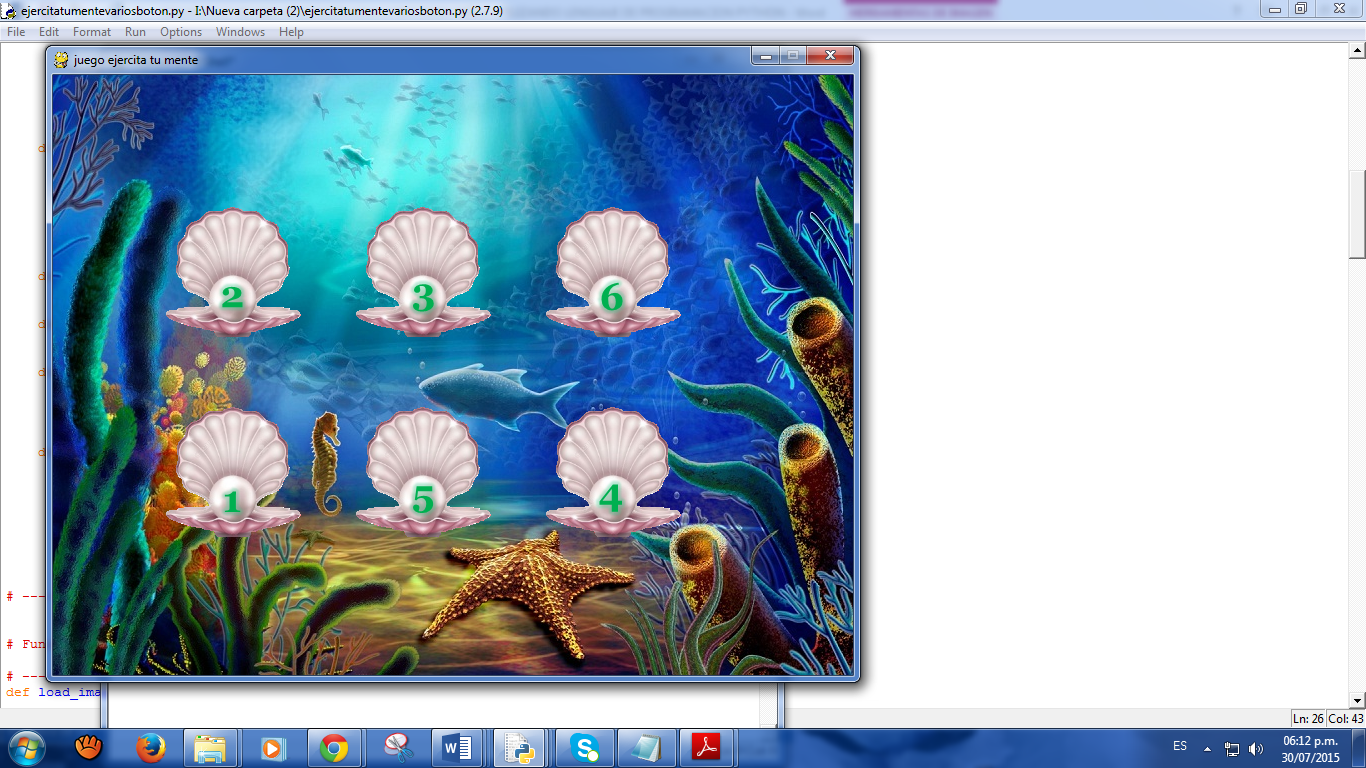 ejercitatumentevariosboton.py - I:\Nueva carpeta (2)\ejercitatumentevariosboton.py (2.7.9)
File Edit Format Run Options Windows Help
juego ejercita tu mente
2 3 6
1 5 4
# ---
# Fun
# ---
def load_ima
Ln: 26 Col: 43
ES
06:12 p.m.
30/07/2015